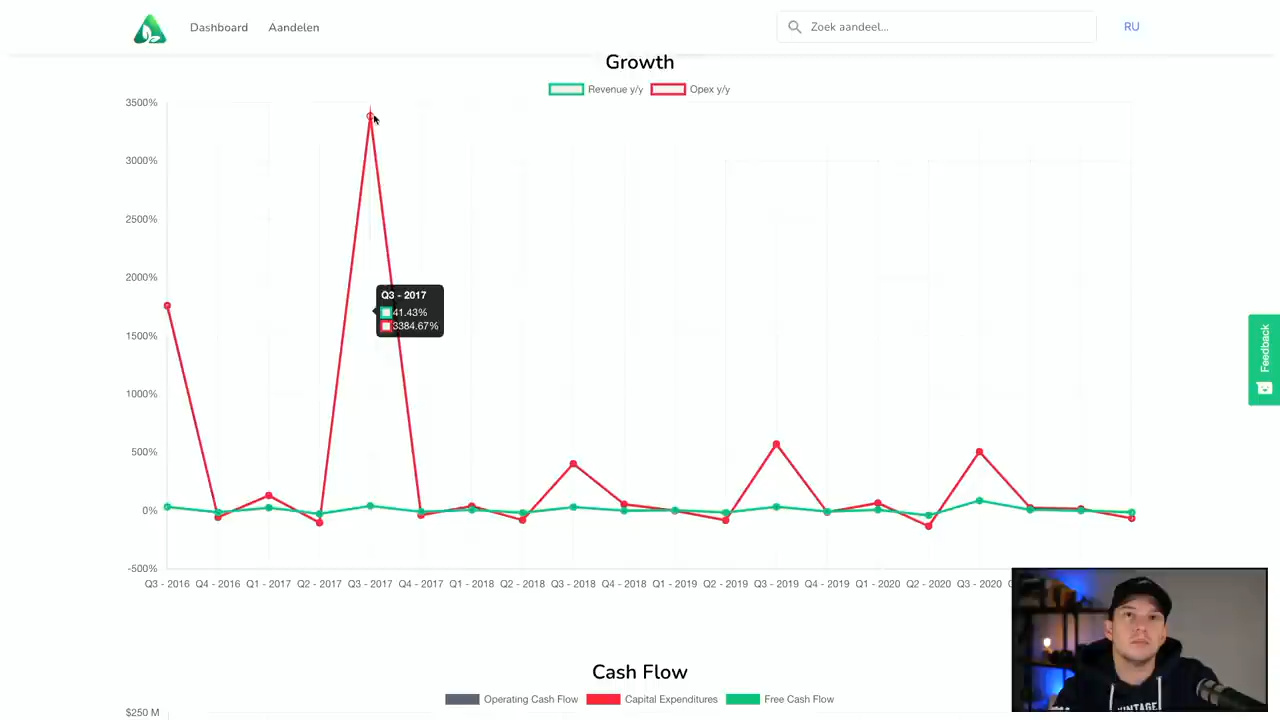 Dashboard Aandelen Zoek aandeel... RU
Growth
Revenue y/y Opex y/y
3500%
3000%
2500%
2000%
1500%
1000%
500%
0%
-500%
Q3 - 2017
41.43%
3384.67%
Q3 - 2016 Q4 - 2016 Q1 - 2017 Q2 - 2017 Q3 - 2017 Q4 - 2017 Q1 - 2018 Q2 - 2018 Q3 - 2018 Q4 - 2018 Q1 - 2019 Q2 - 2019 Q3 - 2019 Q4 - 2019 Q1 - 2020 Q2 - 2020 Q3 - 2020
Feedback
VINTAGE
Cash Flow
Operating Cash Flow Capital Expenditures Free Cash Flow
$250 M